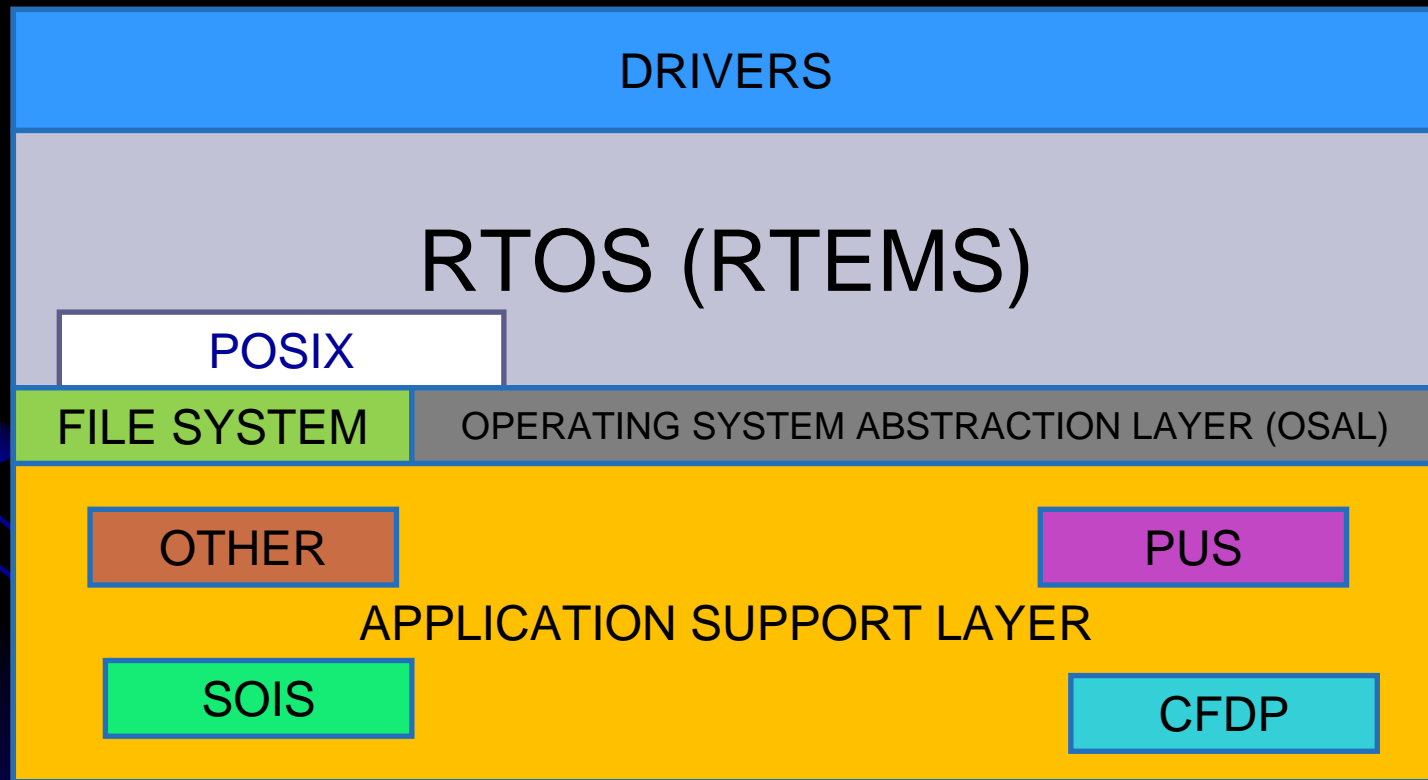 DRIVERS
RTOS (RTEMS)
POSIX
FILE SYSTEM
OPERATING SYSTEM ABSTRACTION LAYER (OSAL)
OTHER
PUS
APPLICATION SUPPORT LAYER
SOIS
CFDP